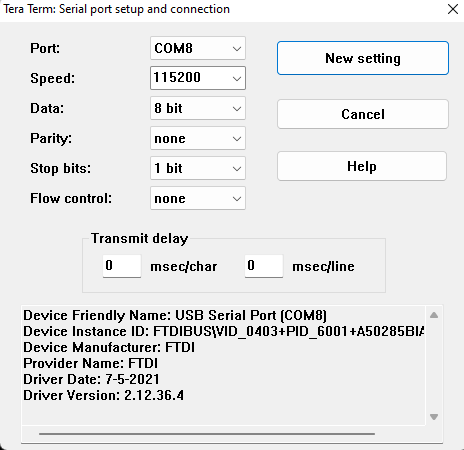 Tera Term: Serial port setup and connection
Port: COM8 New setting
Speed: 115200
Data: 8 bit Cancel
Parity: none
Stop bits: 1 bit Help
Flow control: none
Transmit delay
0 msec/char 0 msec/line
Device Friendly Name: USB Serial Port (COM8)
Device Instance ID: FTDIBUS\VID_0403+PID_6001+A50285BIA
Device Manufacturer: FTDI
Provider Name: FTDI
Driver Date: 7-5-2021
Driver Version: 2.12.36.4